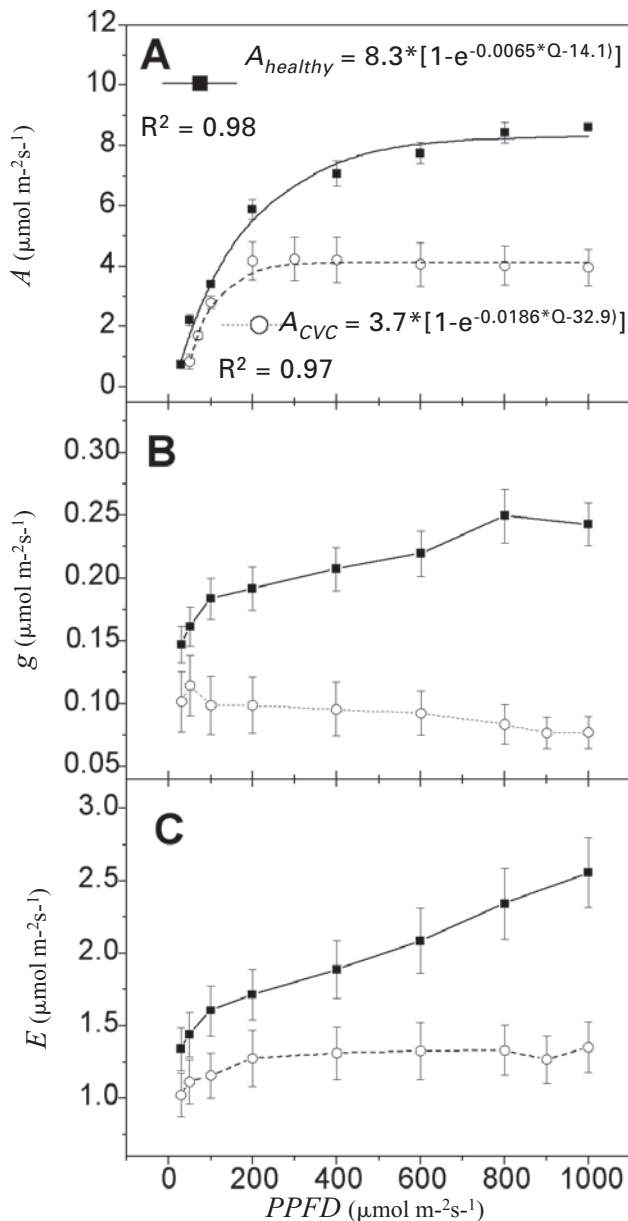 12
10
8
6
4
2
0
A (μmol m-²s-¹)
A
A_healthy = 8.3*[1-e^-0.0065*Q-14.1)]
R² = 0.98
A_CVC = 3.7*[1-e^-0.0186*Q-32.9)]
R² = 0.97
B
0.30
0.25
0.20
0.15
0.10
0.05
g (μmol m-²s-¹)
C
3.0
2.5
2.0
1.5
1.0
E (μmol m-²s-¹)
0 200 400 600 800 1000
PPFD (μmol m-²s-¹)